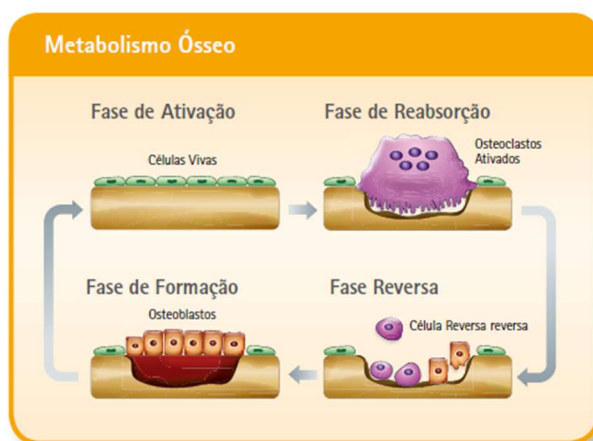 Metabolismo Ósseo
Fase de Ativação
Células Vivas
Fase de Reabsorção
Osteoclastos
Ativados
Fase de Formação
Osteoblastos
Fase Reversa
Célula Reversa reversa